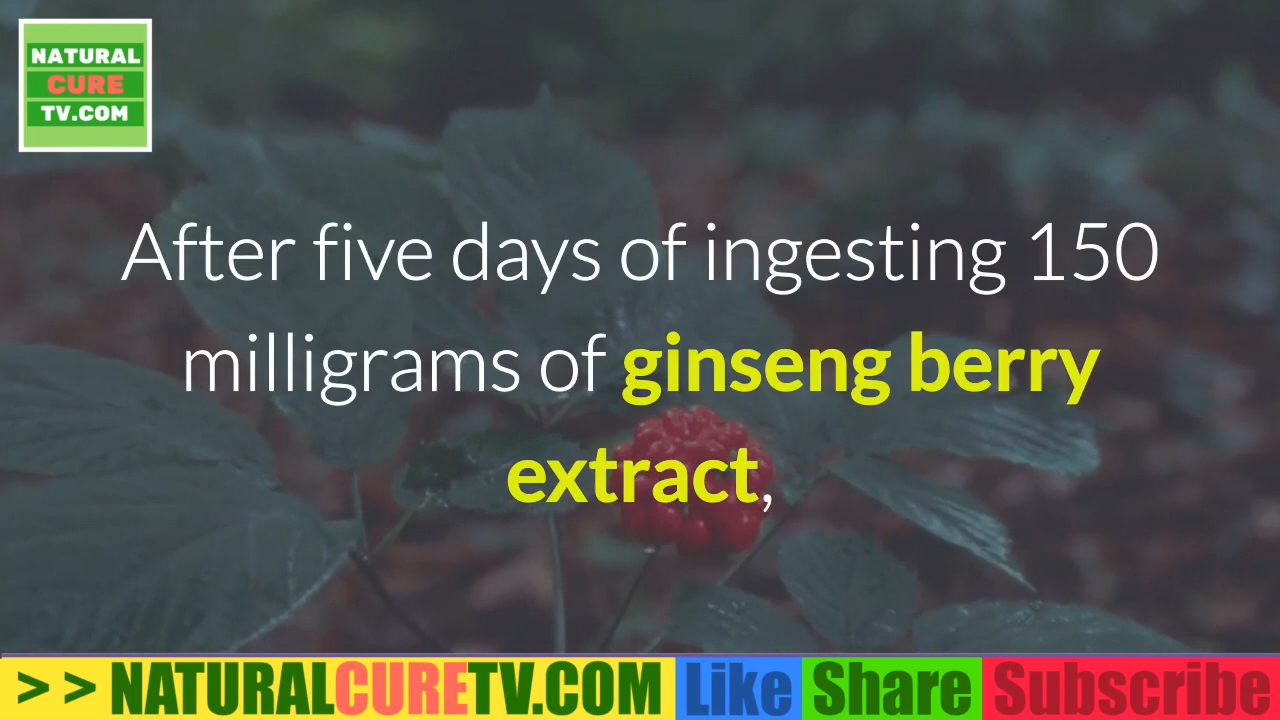 NATURAL
CURE
TV.COM
After five days of ingesting 150
milligrams of ginseng berry
extract,
> > NATURALCURETV.COM Like Share Subscribe